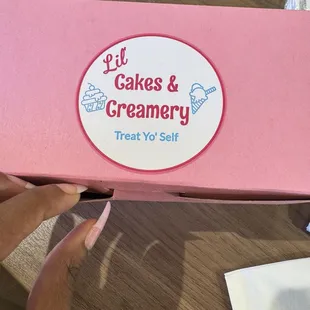 Lil'
Cakes &
Creamery
Treat Yo' Self